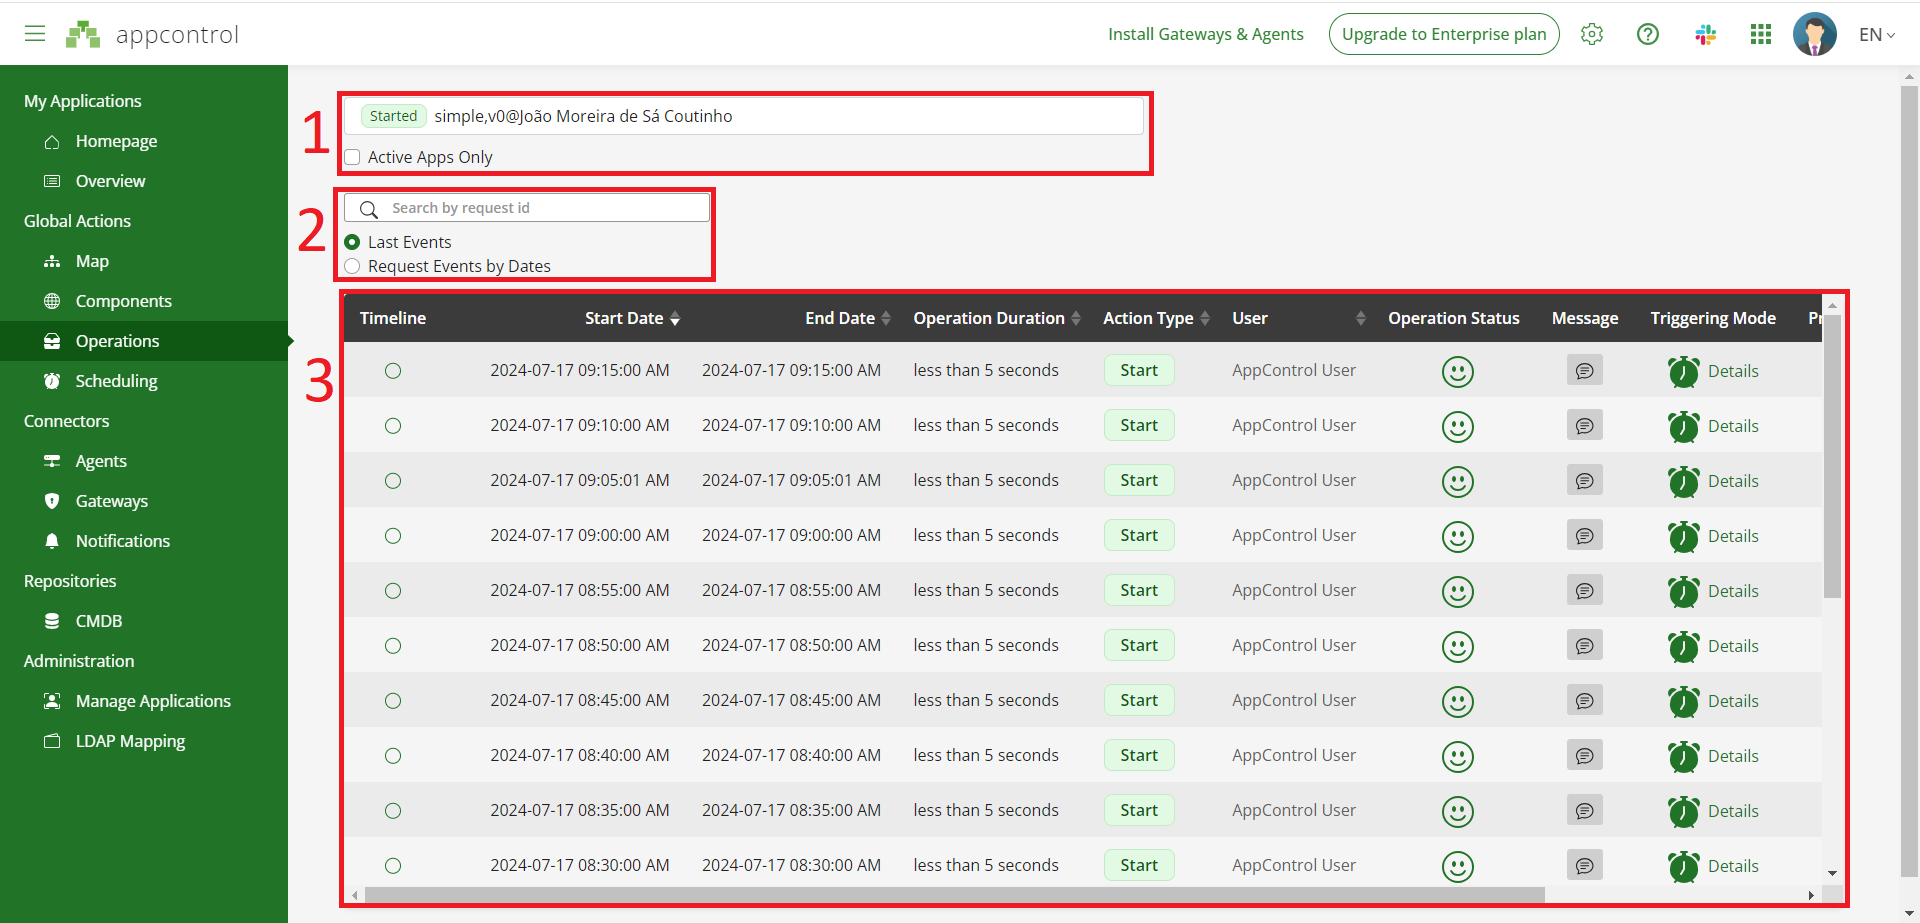 appcontrol
Install Gateways & Agents
Upgrade to Enterprise plan
EN
My Applications
Homepage
Overview
Global Actions
Map
Components
Operations
Scheduling
Connectors
Agents
Gateways
Notifications
Repositories
CMDB
Administration
Manage Applications
LDAP Mapping
1
Started simple,v0@João Moreira de Sá Coutinho
Active Apps Only
2
Search by request id
Last Events
Request Events by Dates
3
Timeline Start Date End Date Operation Duration Action Type User Operation Status Message Triggering Mode
2024-07-17 09:15:00 AM 2024-07-17 09:15:00 AM less than 5 seconds Start AppControl User Details
2024-07-17 09:10:00 AM 2024-07-17 09:10:00 AM less than 5 seconds Start AppControl User Details
2024-07-17 09:05:01 AM 2024-07-17 09:05:01 AM less than 5 seconds Start AppControl User Details
2024-07-17 09:00:00 AM 2024-07-17 09:00:00 AM less than 5 seconds Start AppControl User Details
2024-07-17 08:55:00 AM 2024-07-17 08:55:00 AM less than 5 seconds Start AppControl User Details
2024-07-17 08:50:00 AM 2024-07-17 08:50:00 AM less than 5 seconds Start AppControl User Details
2024-07-17 08:45:00 AM 2024-07-17 08:45:00 AM less than 5 seconds Start AppControl User Details
2024-07-17 08:40:00 AM 2024-07-17 08:40:00 AM less than 5 seconds Start AppControl User Details
2024-07-17 08:35:00 AM 2024-07-17 08:35:00 AM less than 5 seconds Start AppControl User Details
2024-07-17 08:30:00 AM 2024-07-17 08:30:00 AM less than 5 seconds Start AppControl User Details